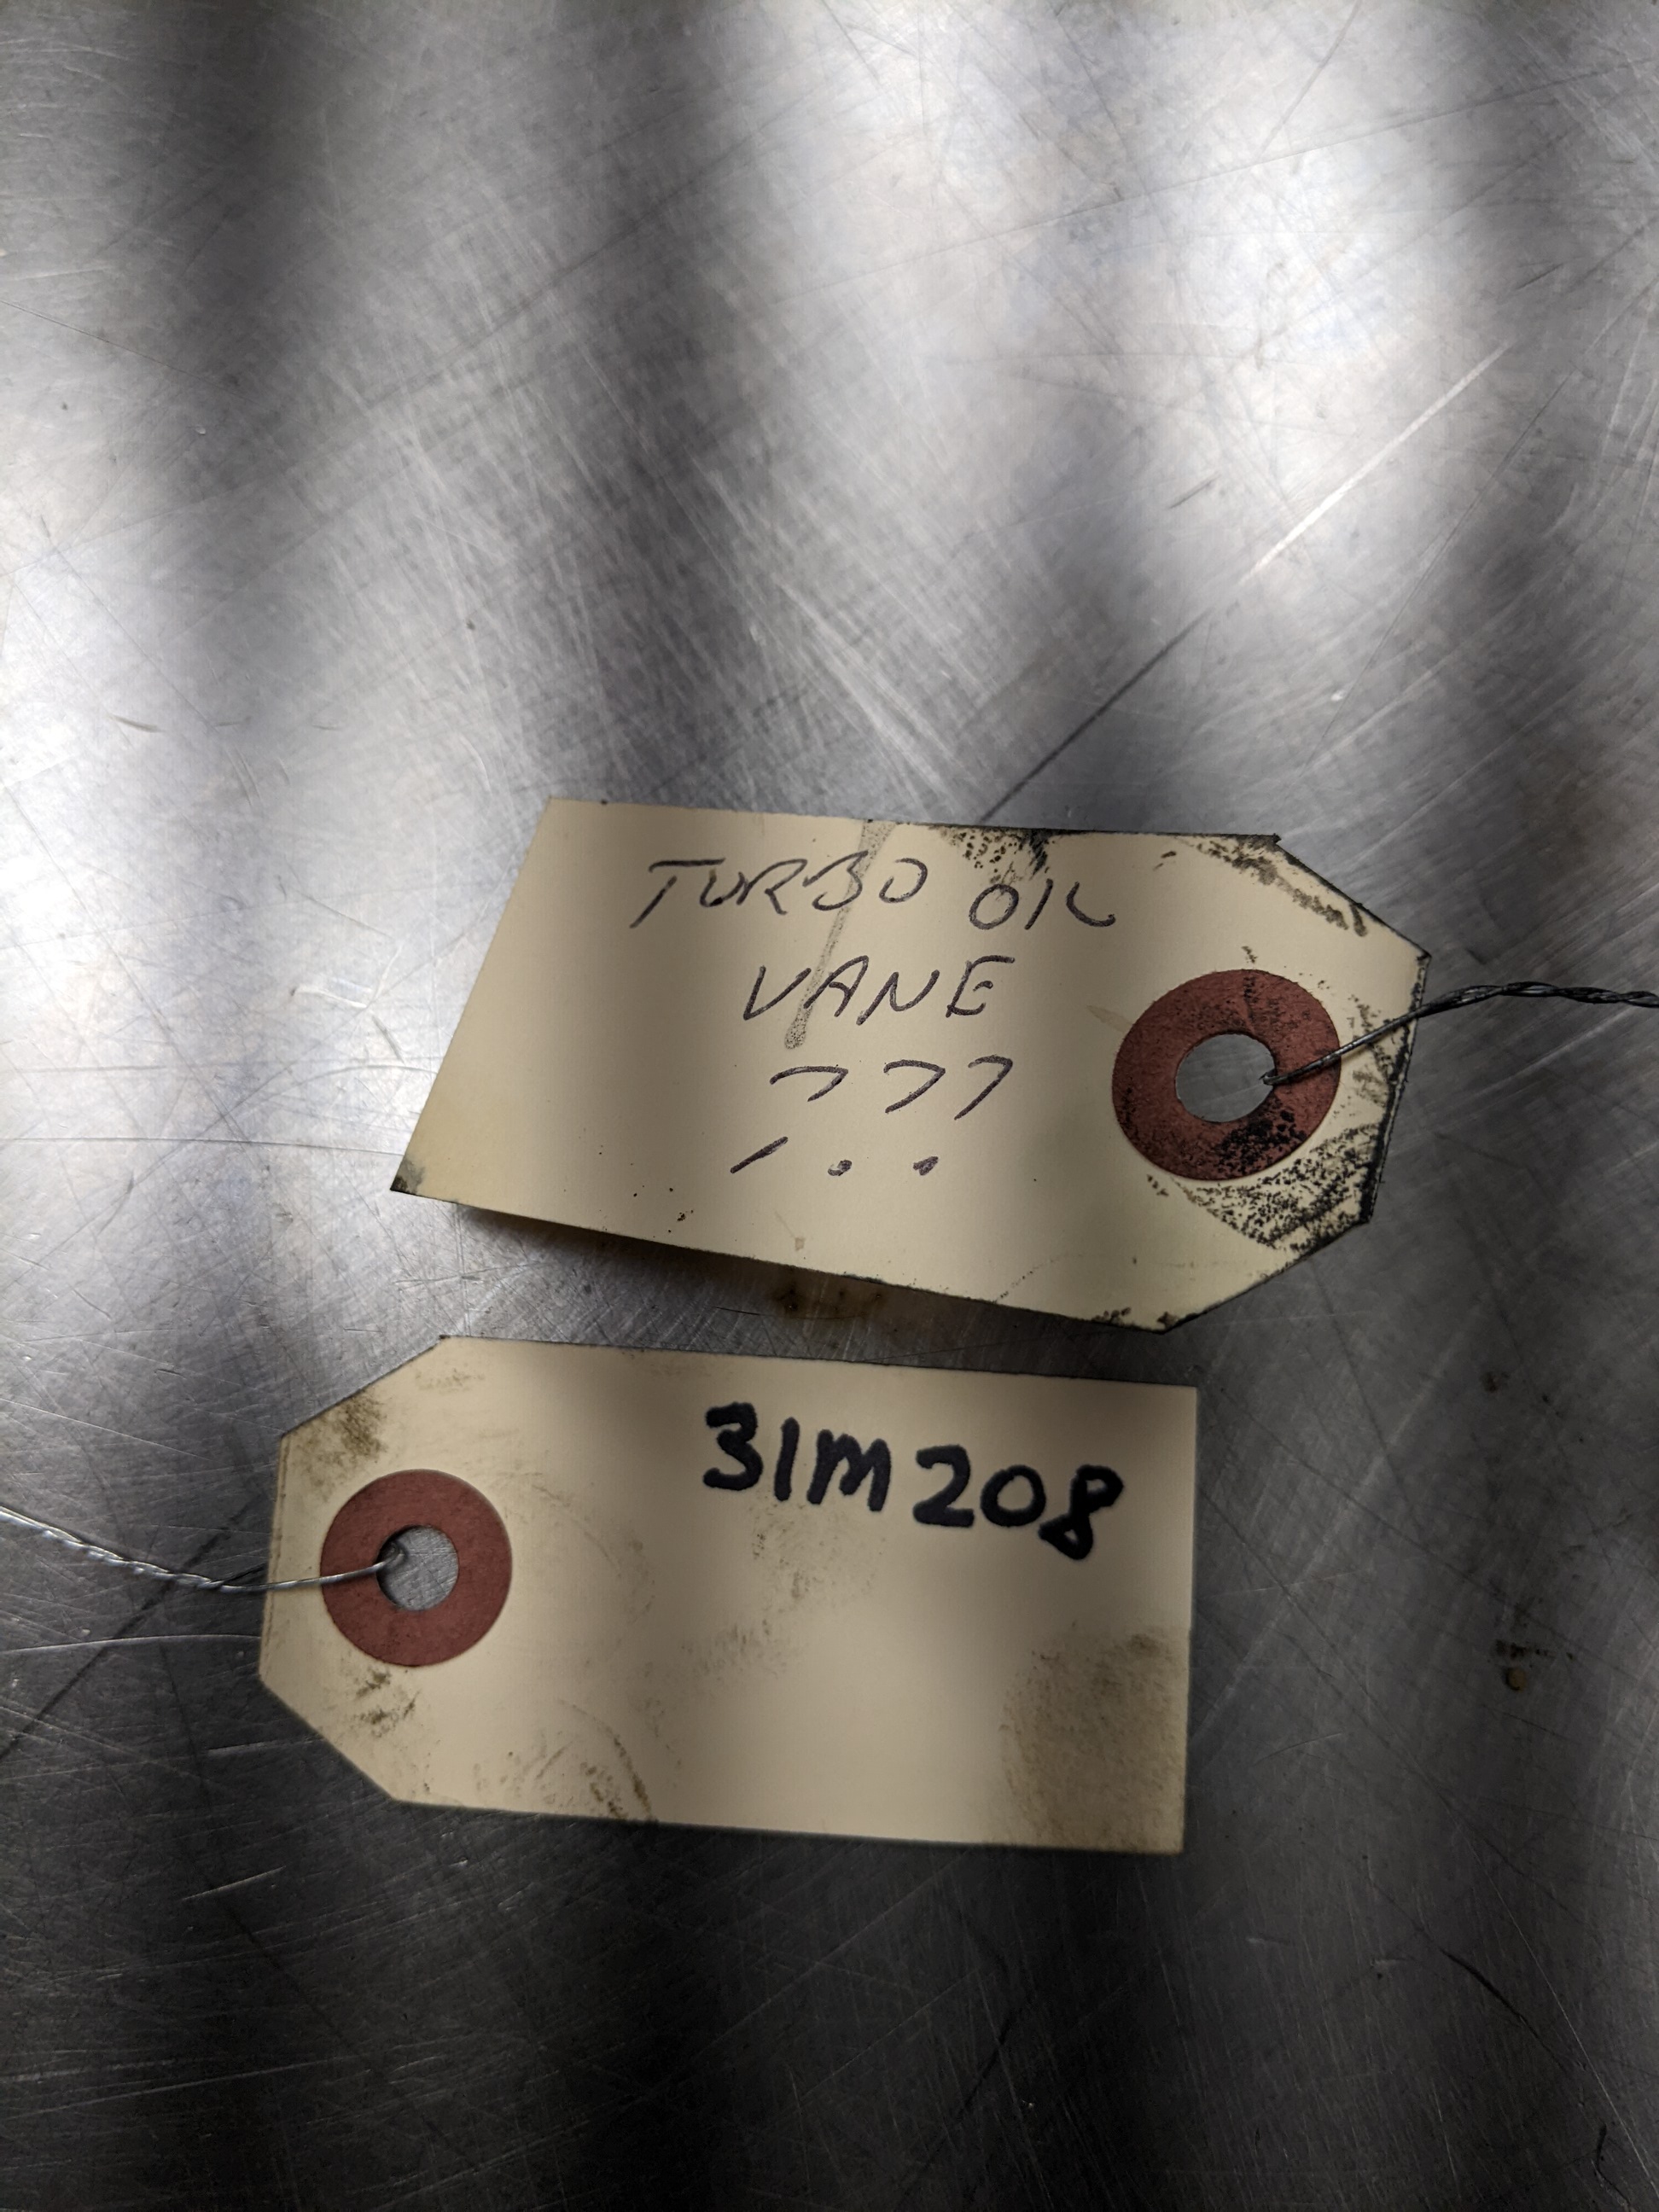 TURBO OIL
VANE
???
31M208